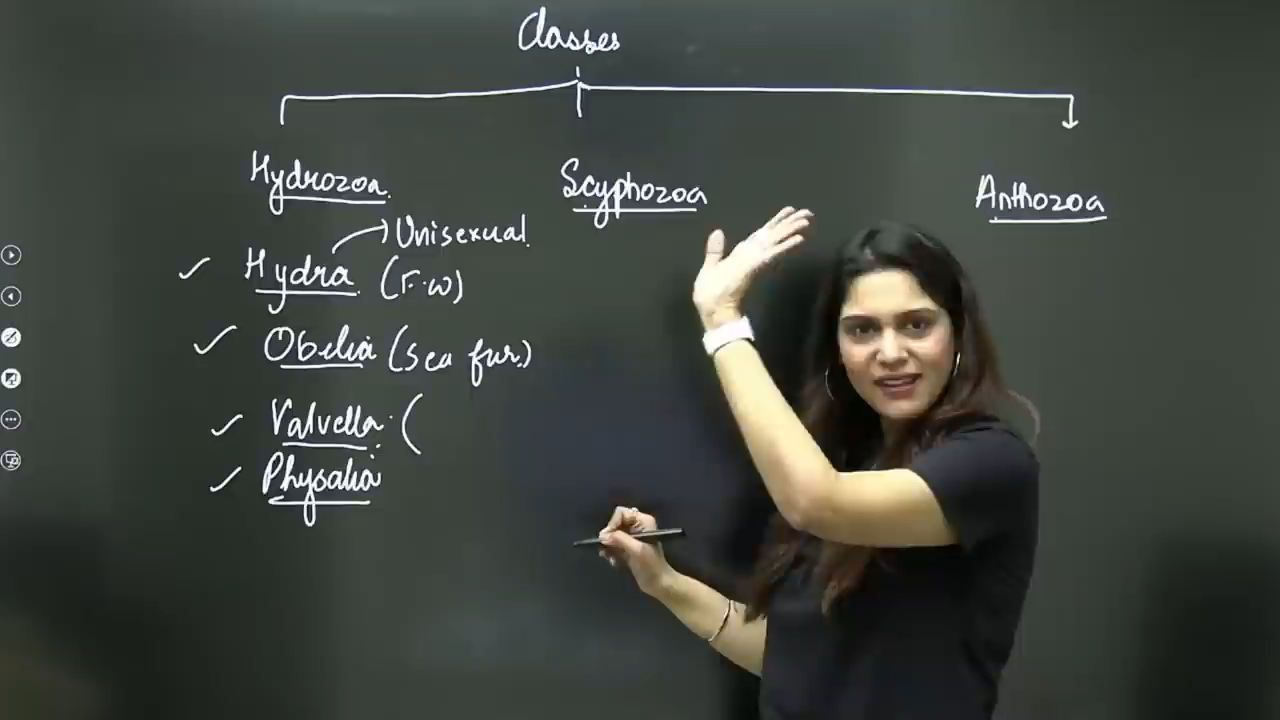 Classes
Hydrozoa
Scyphozoa
Anthozoa
Unisexual
Hydra (F.w)
Obelia (Sea fur.)
Valvella. (
Physalia